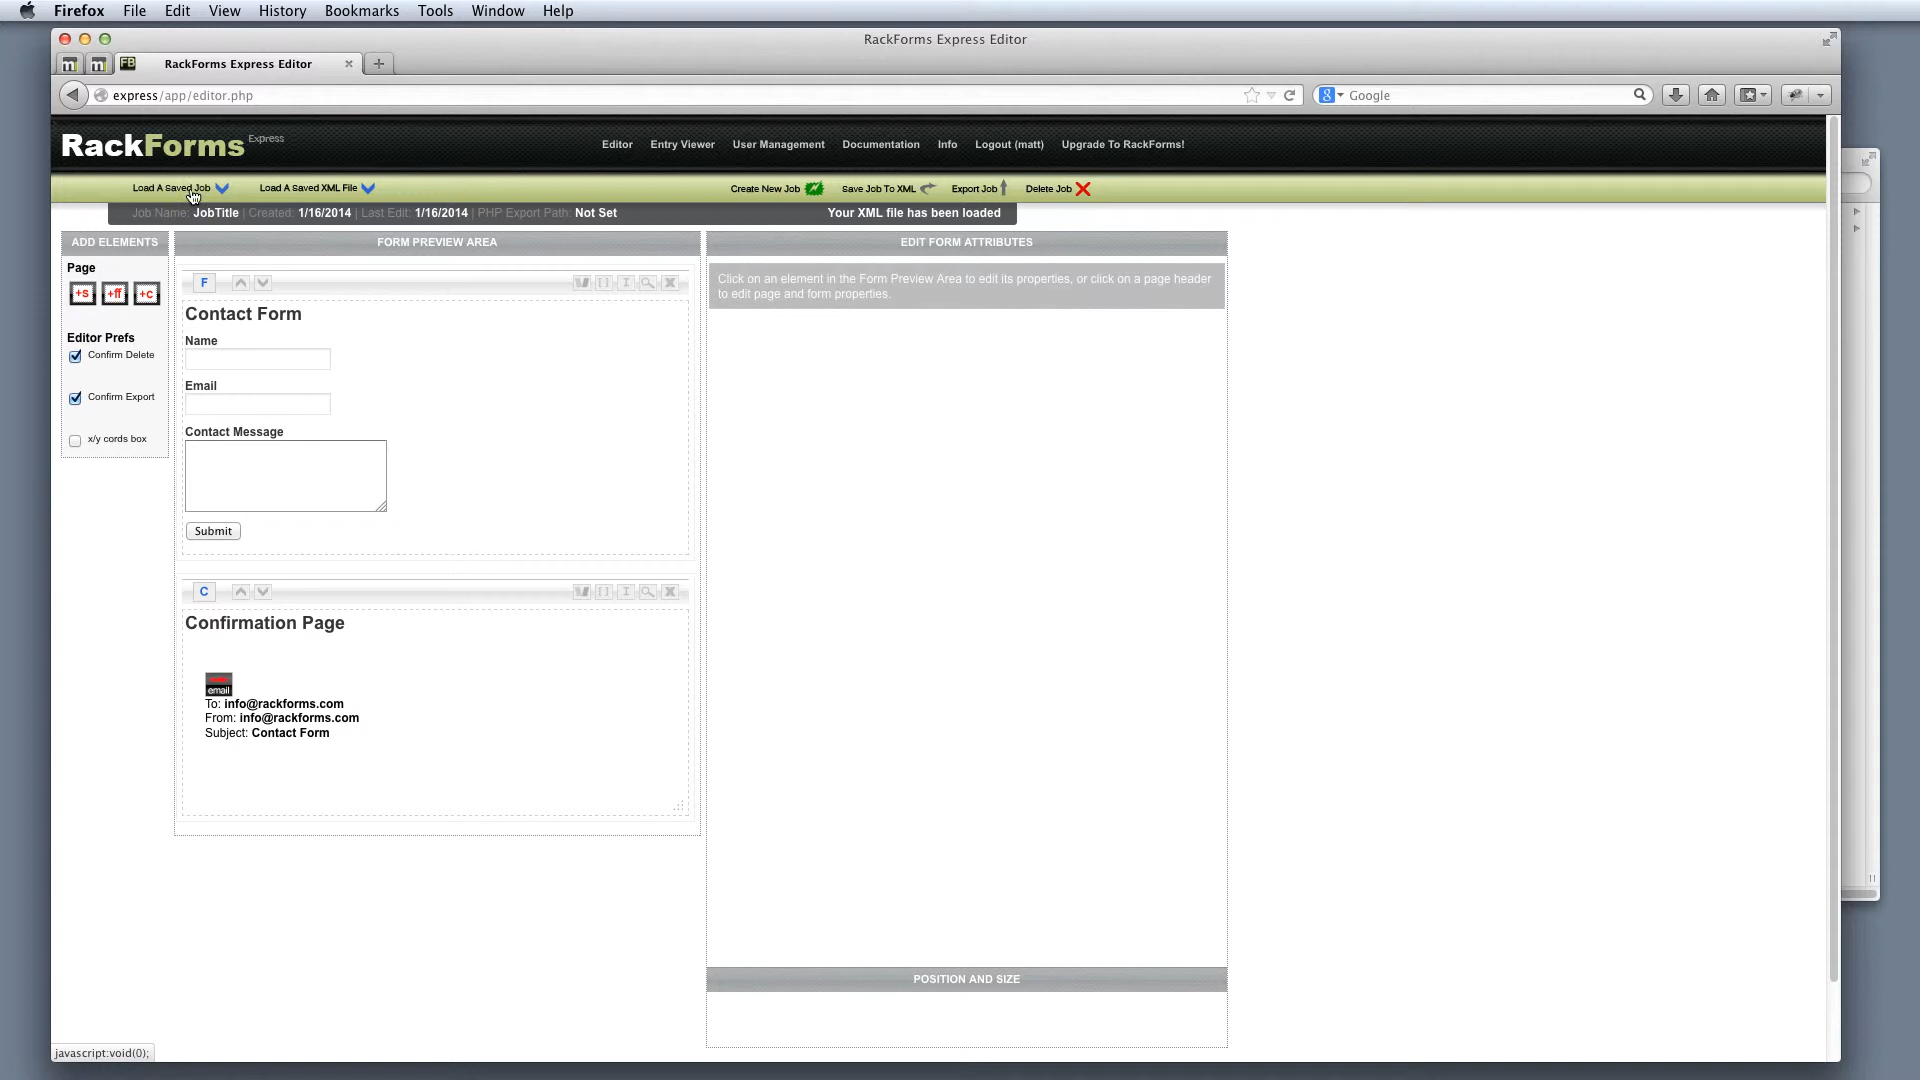 Firefox File Edit View History Bookmarks Tools Window Help
RackForms Express Editor
FB RackForms Express Editor
express/app/editor.php
Google
RackForms Express
Editor Entry Viewer User Management Documentation Info Logout (matt) Upgrade To RackForms!
Load A Saved Job Load A Saved XML File Create New Job Save Job To XML Export Job Delete Job
Job Name: JobTitle | Created: 1/16/2014 | Last Edit: 1/16/2014 | PHP Export Path: Not Set Your XML file has been loaded
ADD ELEMENTS
Page
+s +ff +c
Editor Prefs
Confirm Delete
Confirm Export
x/y cords box
FORM PREVIEW AREA
F
Contact Form
Name
Email
Contact Message
Submit
C
Confirmation Page
email
To: info@rackforms.com
From: info@rackforms.com
Subject: Contact Form
EDIT FORM ATTRIBUTES
Click on an element in the Form Preview Area to edit its properties, or click on a page header
to edit page and form properties.
POSITION AND SIZE
javascript:void(0);